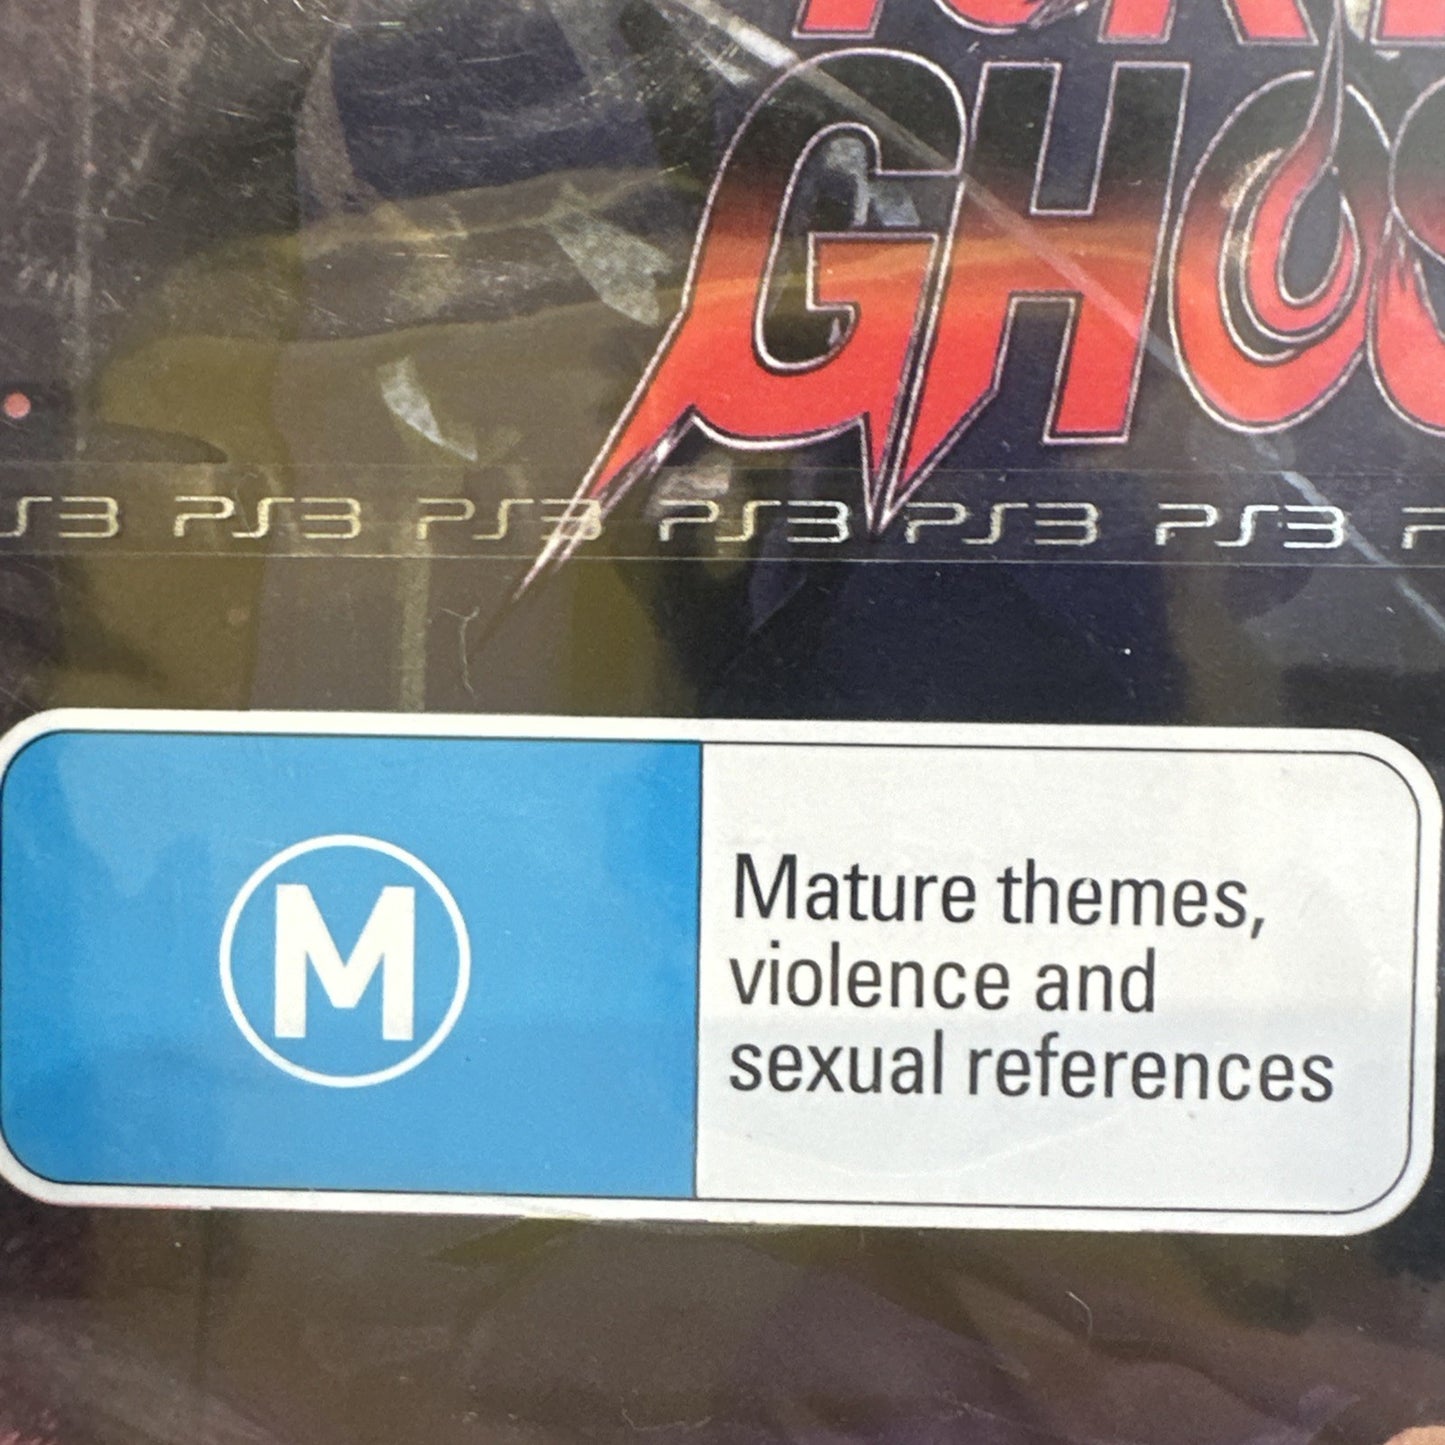 GHOS
PS3 PS3 PS3 PS3 PS3 PS3
M
Mature themes,
violence and
sexual references